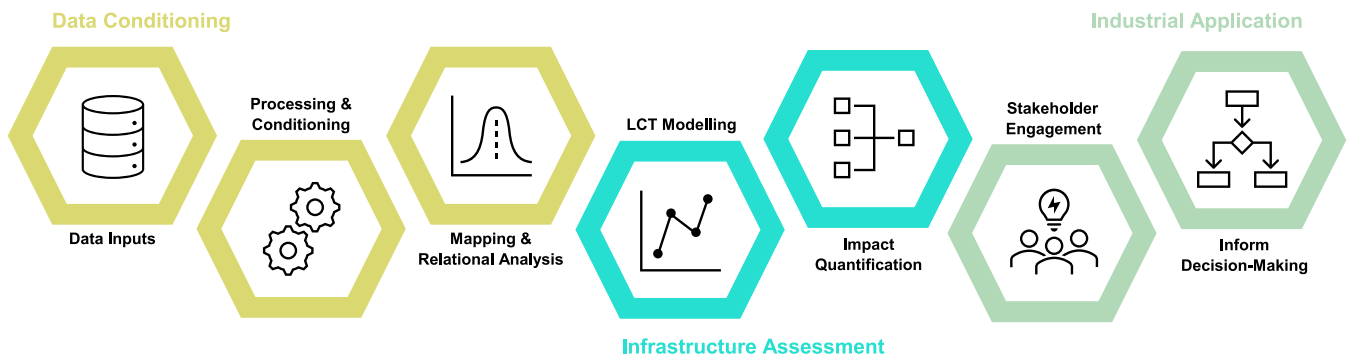 Data Conditioning
Industrial Application
Data Inputs
Processing &
Conditioning
Mapping &
Relational Analysis
LCT Modelling
Impact
Quantification
Stakeholder
Engagement
Inform
Decision-Making
Infrastructure Assessment